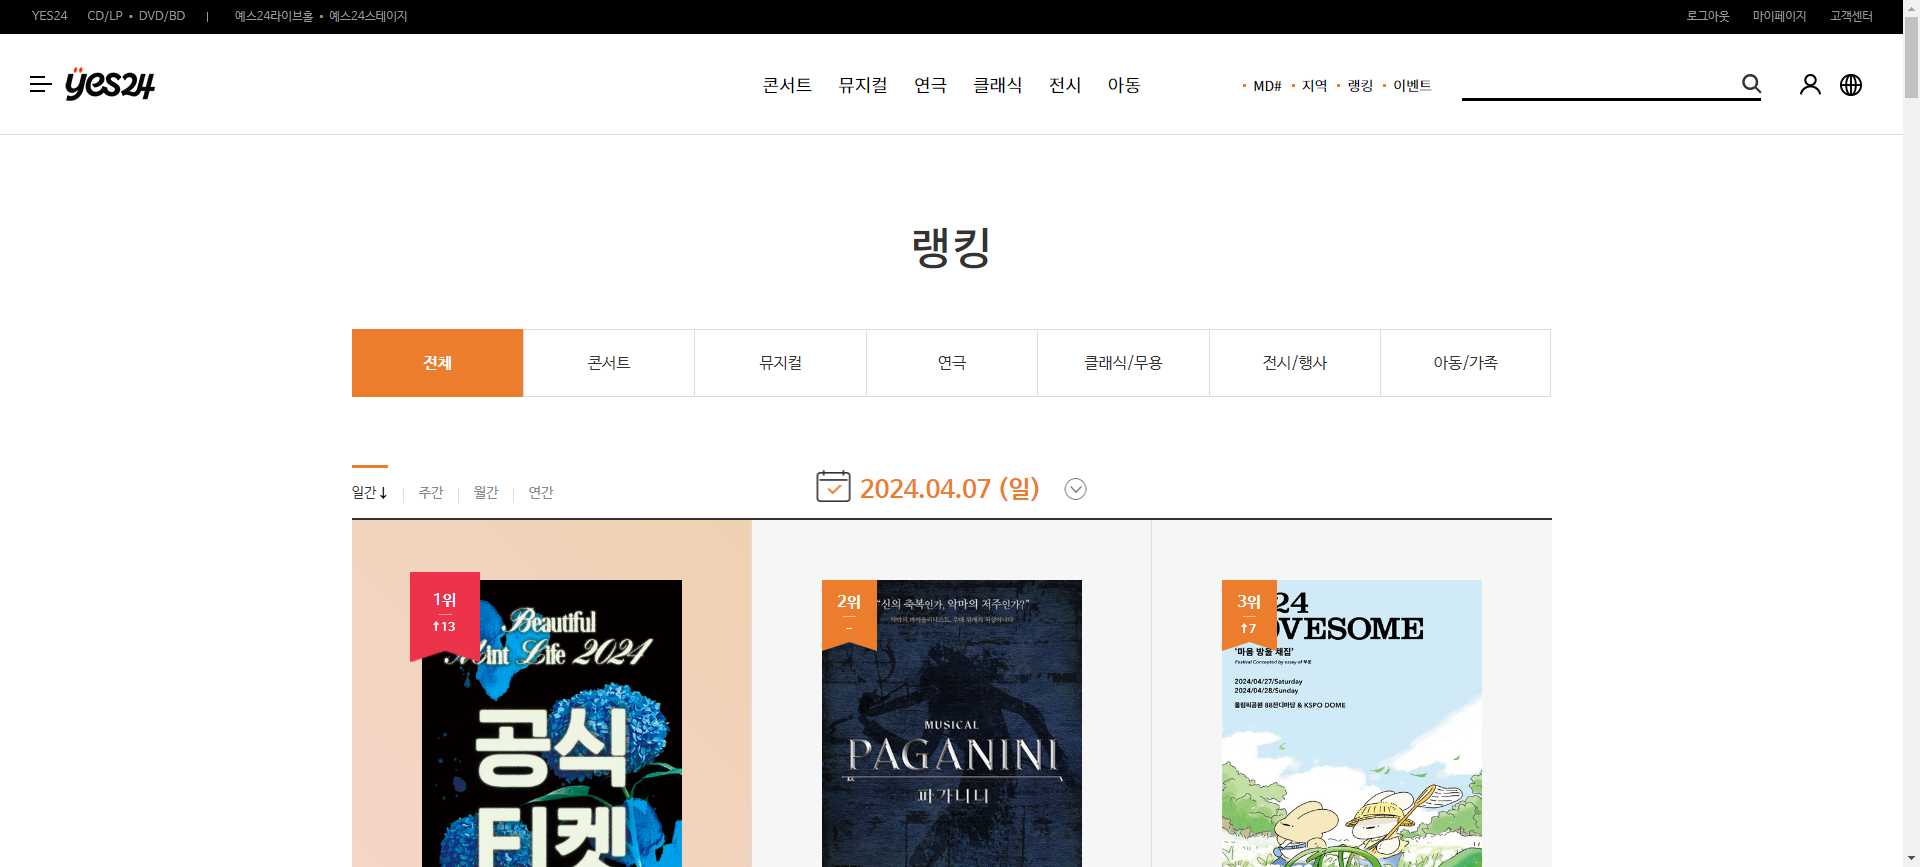 YES24 CD/LP • DVD/BD | 예스24라이브홀 • 예스24스테이지 로그아웃 마이페이지 고객센터
yes24 콘서트 뮤지컬 연극 클래식 전시 아동 MD# 지역 랭킹 이벤트
랭킹
전체 콘서트 뮤지컬 연극 클래식/무용 전시/행사 아동/가족
일간↓ 주간 월간 연간 2024.04.07 (일)
1위
↑13
Beautiful
Mint Life 2024
공식
티켓
2위
–
“신의 축복인가, 악마의 저주인가?”
MUSICAL
PAGANINI
파가니니
3위
↑7
24
OVESOME
'마음 방울 채집'
2024/04/27/Saturday
2024/04/28/Sunday
올림픽공원 88잔디마당 & KSPO DOME